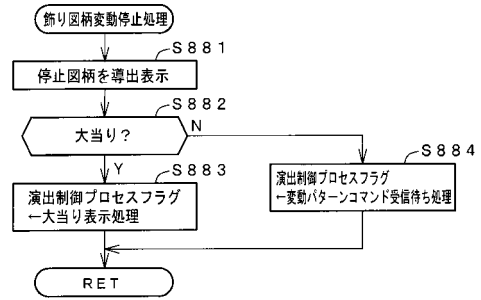 飾り図柄変動停止処理
S881
停止図柄を導出表示
S882
大当り?
N
Y
S883
S884
演出制御プロセスフラグ
←大当り表示処理
演出制御プロセスフラグ
←変動パターンコマンド受信待ち処理
RET